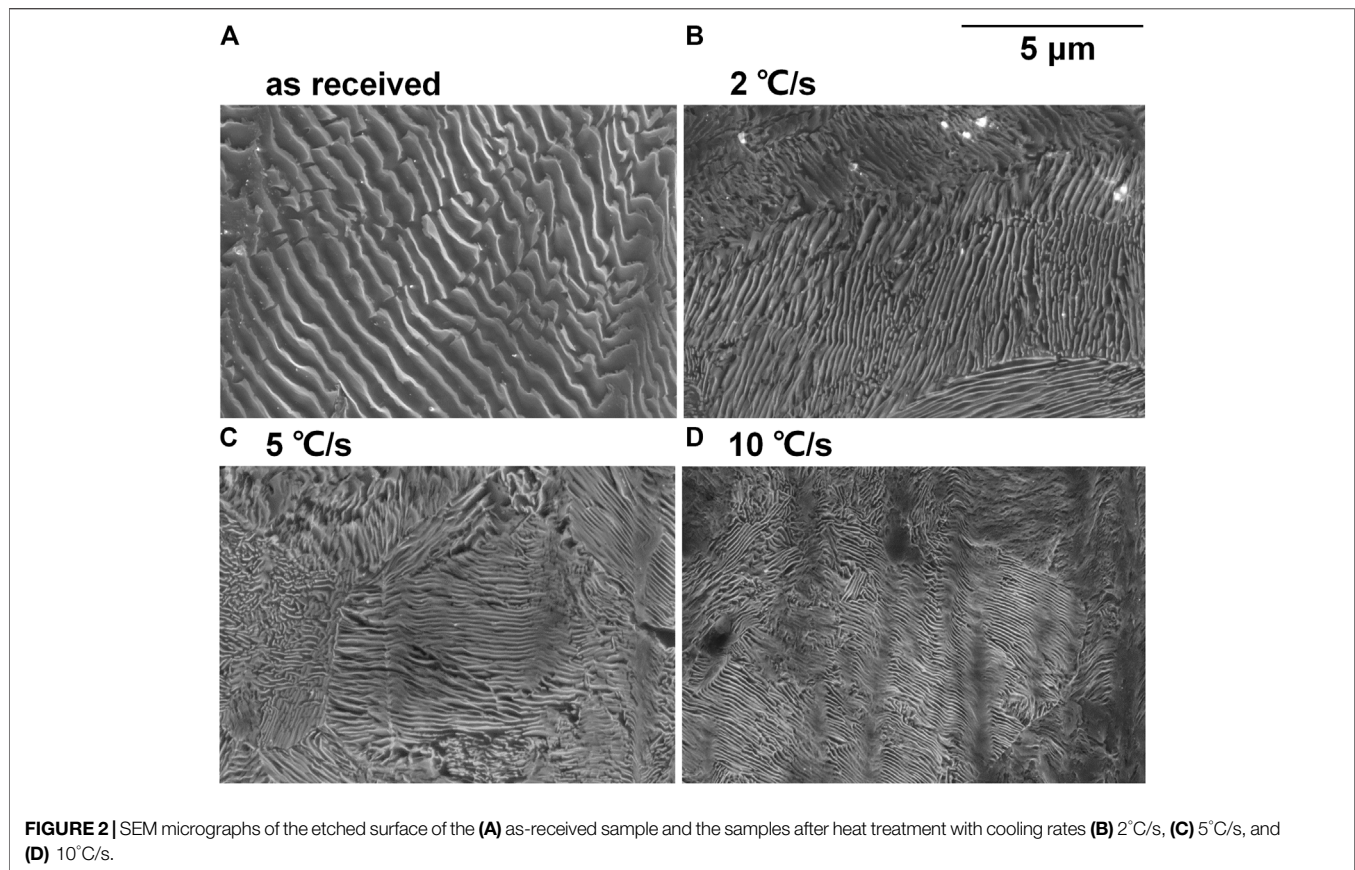 A
as received
B
5 μm
2 ℃/s
C
5 ℃/s
D
10 ℃/s
FIGURE 2 | SEM micrographs of the etched surface of the (A) as-received sample and the samples after heat treatment with cooling rates (B) 2°C/s, (C) 5°C/s, and
(D) 10°C/s.